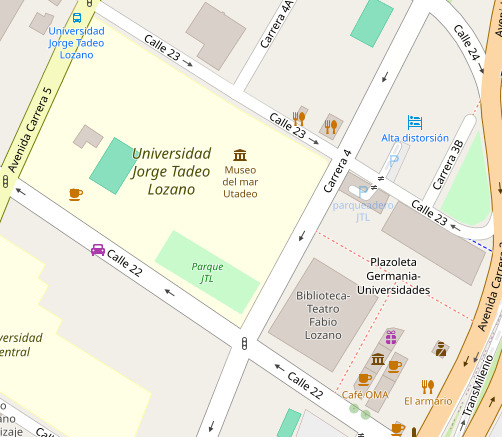 Carrera 4A
Calle 24
Universidad
Jorge Tadeo
Lozano
Calle 23
Avenida Carrera 5
Calle 23
Alta distorsión
Carrera 3B
Universidad
Jorge Tadeo
Lozano
Museo
del mar
Utadeo
Carrera 4
P
P
parqueadero
JTL
Calle 23
Calle 22
Parque
JTL
Plazoleta
Germania-
Universidades
Biblioteca-
Teatro
Fabio
Lozano
Avenida Carrera
versidad
entral
Calle 22
Café OMA
El armario
TransMilenio